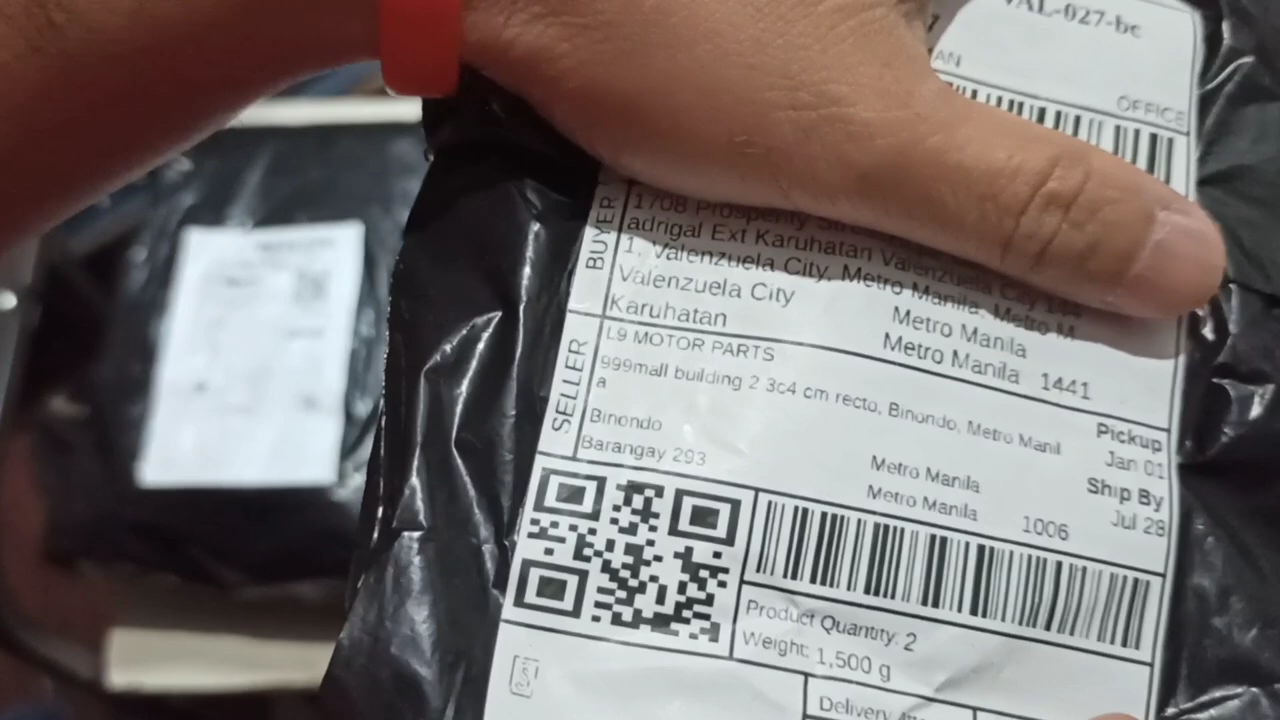 VAL-027-bc
AN
OFFICE
BUYER
1708 Prosperity
adrigal Ext Karuhatan Valenzuela City 144
1, Valenzuela City, Metro Manila, Metro M
Valenzuela City
Metro Manila
Karuhatan
Metro Manila 1441
SELLER
L9 MOTOR PARTS
999mall building 2 3c4 cm recto, Binondo, Metro Manil
a
Binondo
Metro Manila
Barangay 293
Metro Manila 1006
Pickup
Jan 01
Ship By
Jul 28
Product Quantity: 2
Weight: 1,500 g
Delivery